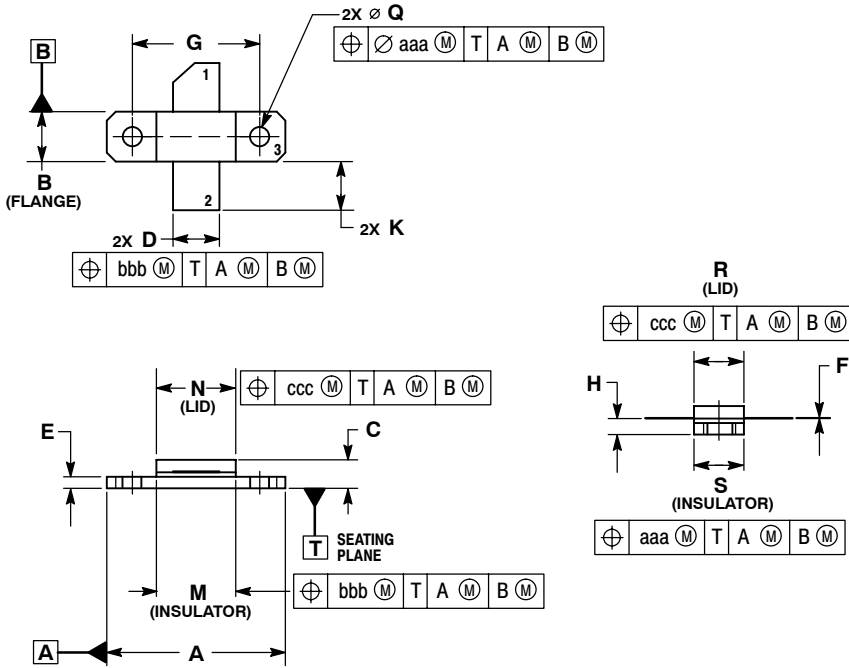 2X ⌀ Q
⌖ ⌀ aaa Ⓜ T A Ⓜ B Ⓜ
G
B
1
3
B
(FLANGE)
2
2X K
2X D
⌖ bbb Ⓜ T A Ⓜ B Ⓜ
R
(LID)
⌖ ccc Ⓜ T A Ⓜ B Ⓜ
N
(LID)
⌖ ccc Ⓜ T A Ⓜ B Ⓜ
H
F
E
C
S
(INSULATOR)
⌖ aaa Ⓜ T A Ⓜ B Ⓜ
T SEATING
PLANE
M
(INSULATOR)
⌖ bbb Ⓜ T A Ⓜ B Ⓜ
A
A